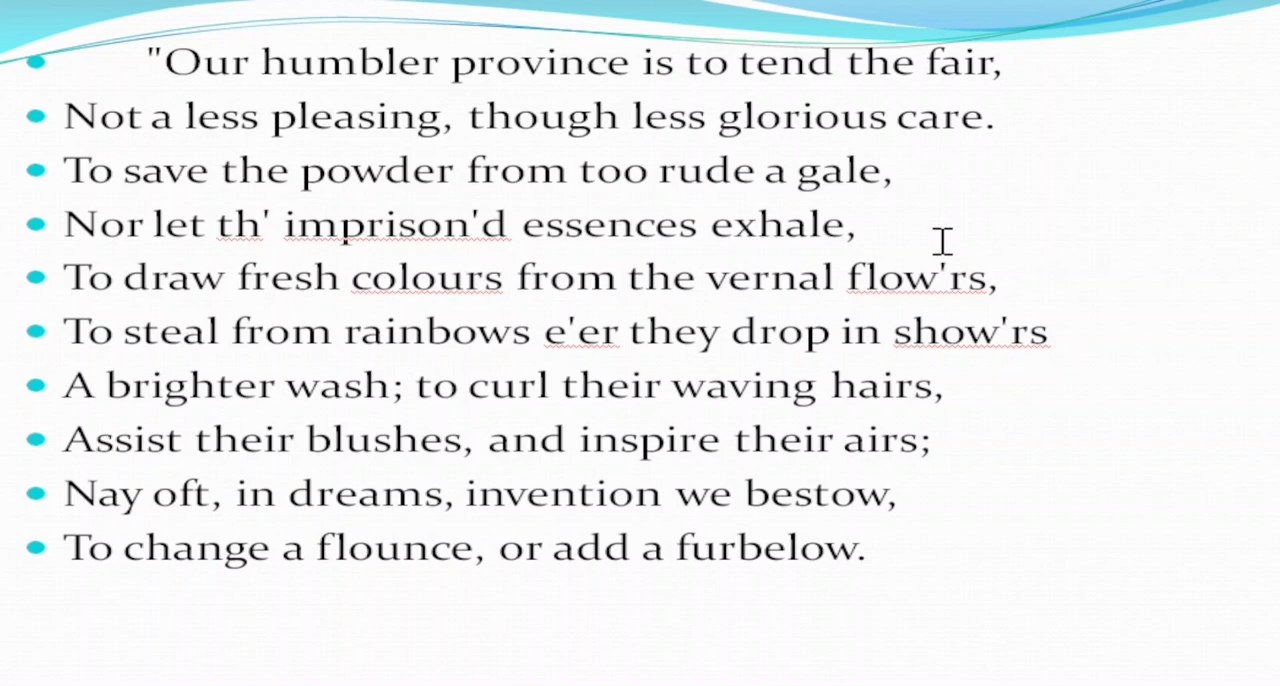 "Our humbler province is to tend the fair,
Not a less pleasing, though less glorious care.
To save the powder from too rude a gale,
Nor let th' imprison'd essences exhale,
To draw fresh colours from the vernal flow'rs,
To steal from rainbows e'er they drop in show'rs
A brighter wash; to curl their waving hairs,
Assist their blushes, and inspire their airs;
Nay oft, in dreams, invention we bestow,
To change a flounce, or add a furbelow.